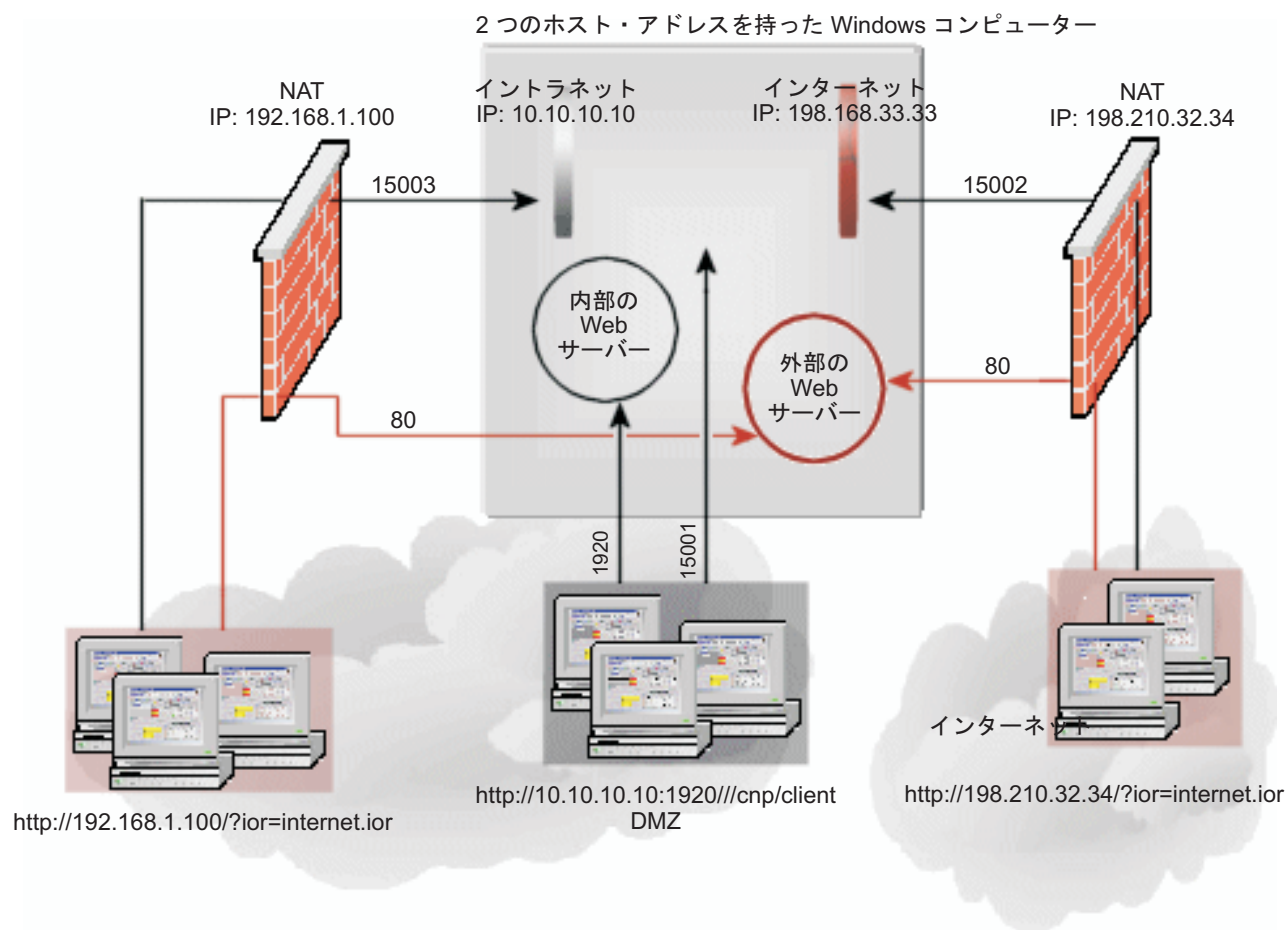 2 つのホスト・アドレスを持った Windows コンピューター
NAT
IP: 192.168.1.100
イントラネット
IP: 10.10.10.10
インターネット
IP: 198.168.33.33
NAT
IP: 198.210.32.34
15003
15002
内部の
Web
サーバー
外部の
Web
サーバー
80
80
1920
15001
インターネット
http://192.168.1.100/?ior=internet.ior
http://10.10.10.10:1920///cnp/client
DMZ
http://198.210.32.34/?ior=internet.ior